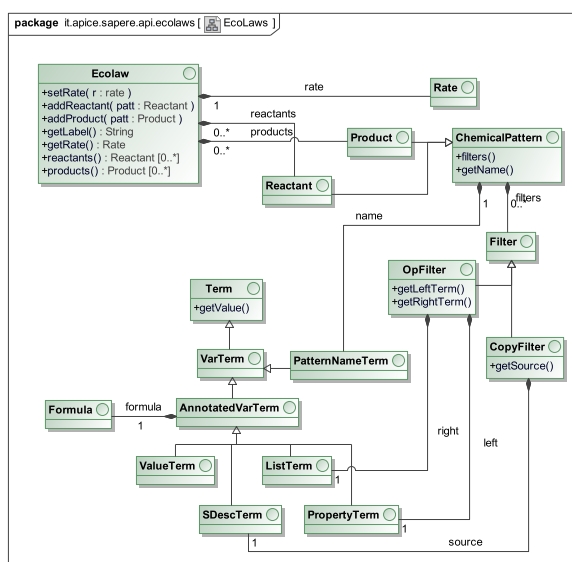 package it.apice.sapere.api.ecolaws [ EcoLaws ]
Ecolaw
+setRate( r : rate )
+addReactant( patt : Reactant )
+addProduct( patt : Product )
+getLabel() : String
+getRate() : Rate
+reactants() : Reactant [0..*]
+products() : Product [0..*]
rate
1
Rate
reactants
0..*
products
0..*
Product
Reactant
ChemicalPattern
+filters()
+getName()
1
0..*
filters
name
Filter
OpFilter
+getLeftTerm()
+getRightTerm()
Term
+getValue()
CopyFilter
+getSource()
VarTerm
PatternNameTerm
Formula
formula
1
AnnotatedVarTerm
right
left
ValueTerm
ListTerm
1
SDescTerm
1
PropertyTerm
1
source